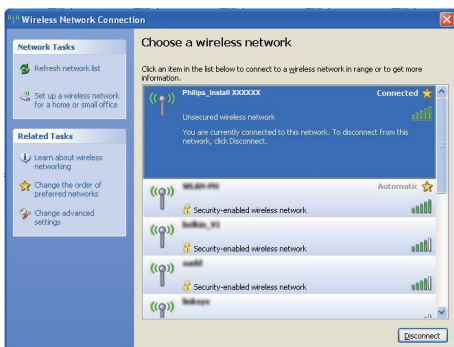 Wireless Network Connection
Network Tasks
Refresh network list
Set up a wireless network
for a home or small office
Related Tasks
Learn about wireless
networking
Change the order of
preferred networks
Change advanced
settings
Choose a wireless network
Click an item in the list below to connect to a wireless network in range or to get more
information.
Philips_Install XXXXXX
Connected
Unsecured wireless network
You are currently connected to this network. To disconnect from this
network, click Disconnect.
Automatic
Security-enabled wireless network
Security-enabled wireless network
Security-enabled wireless network
Disconnect